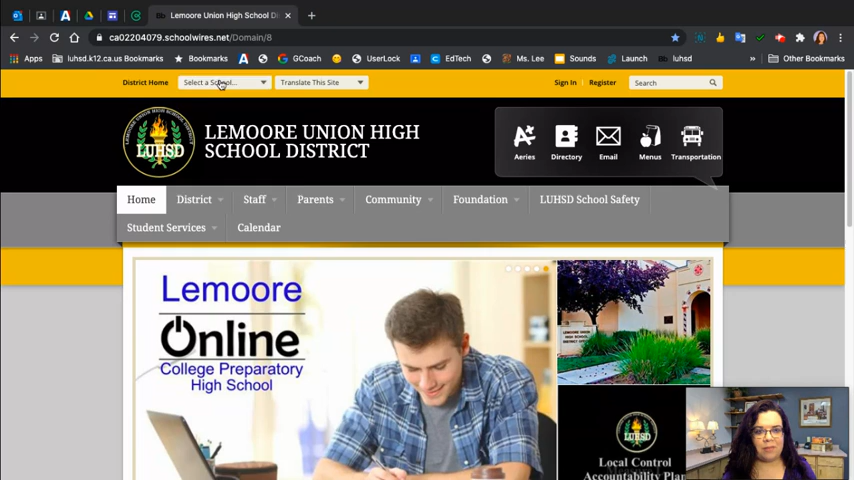 Lemoore Union High School Di
ca02204079.schoolwires.net/Domain/8
Apps
luhsd.k12.ca.us Bookmarks
Bookmarks
GCoach
UserLock
EdTech
Ms. Lee
Sounds
Launch
luhsd
Other Bookmarks
District Home
Select a School...
Translate This Site
Sign In
Register
Search
LUHSD
LEMOORE UNION HIGH
SCHOOL DISTRICT
Aeries
Directory
Email
Menus
Transportation
Home
District
Staff
Parents
Community
Foundation
LUHSD School Safety
Student Services
Calendar
Lemoore
Online
College Preparatory
High School
LUHSD
Local Control
Accountability Plan